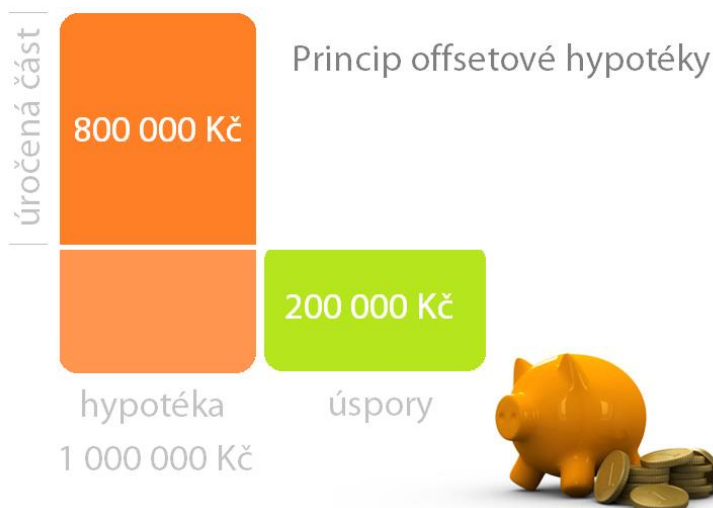 Princip offsetové hypotéky
úročená část
800 000 Kč
200 000 Kč
hypotéka
úspory
1 000 000 Kč